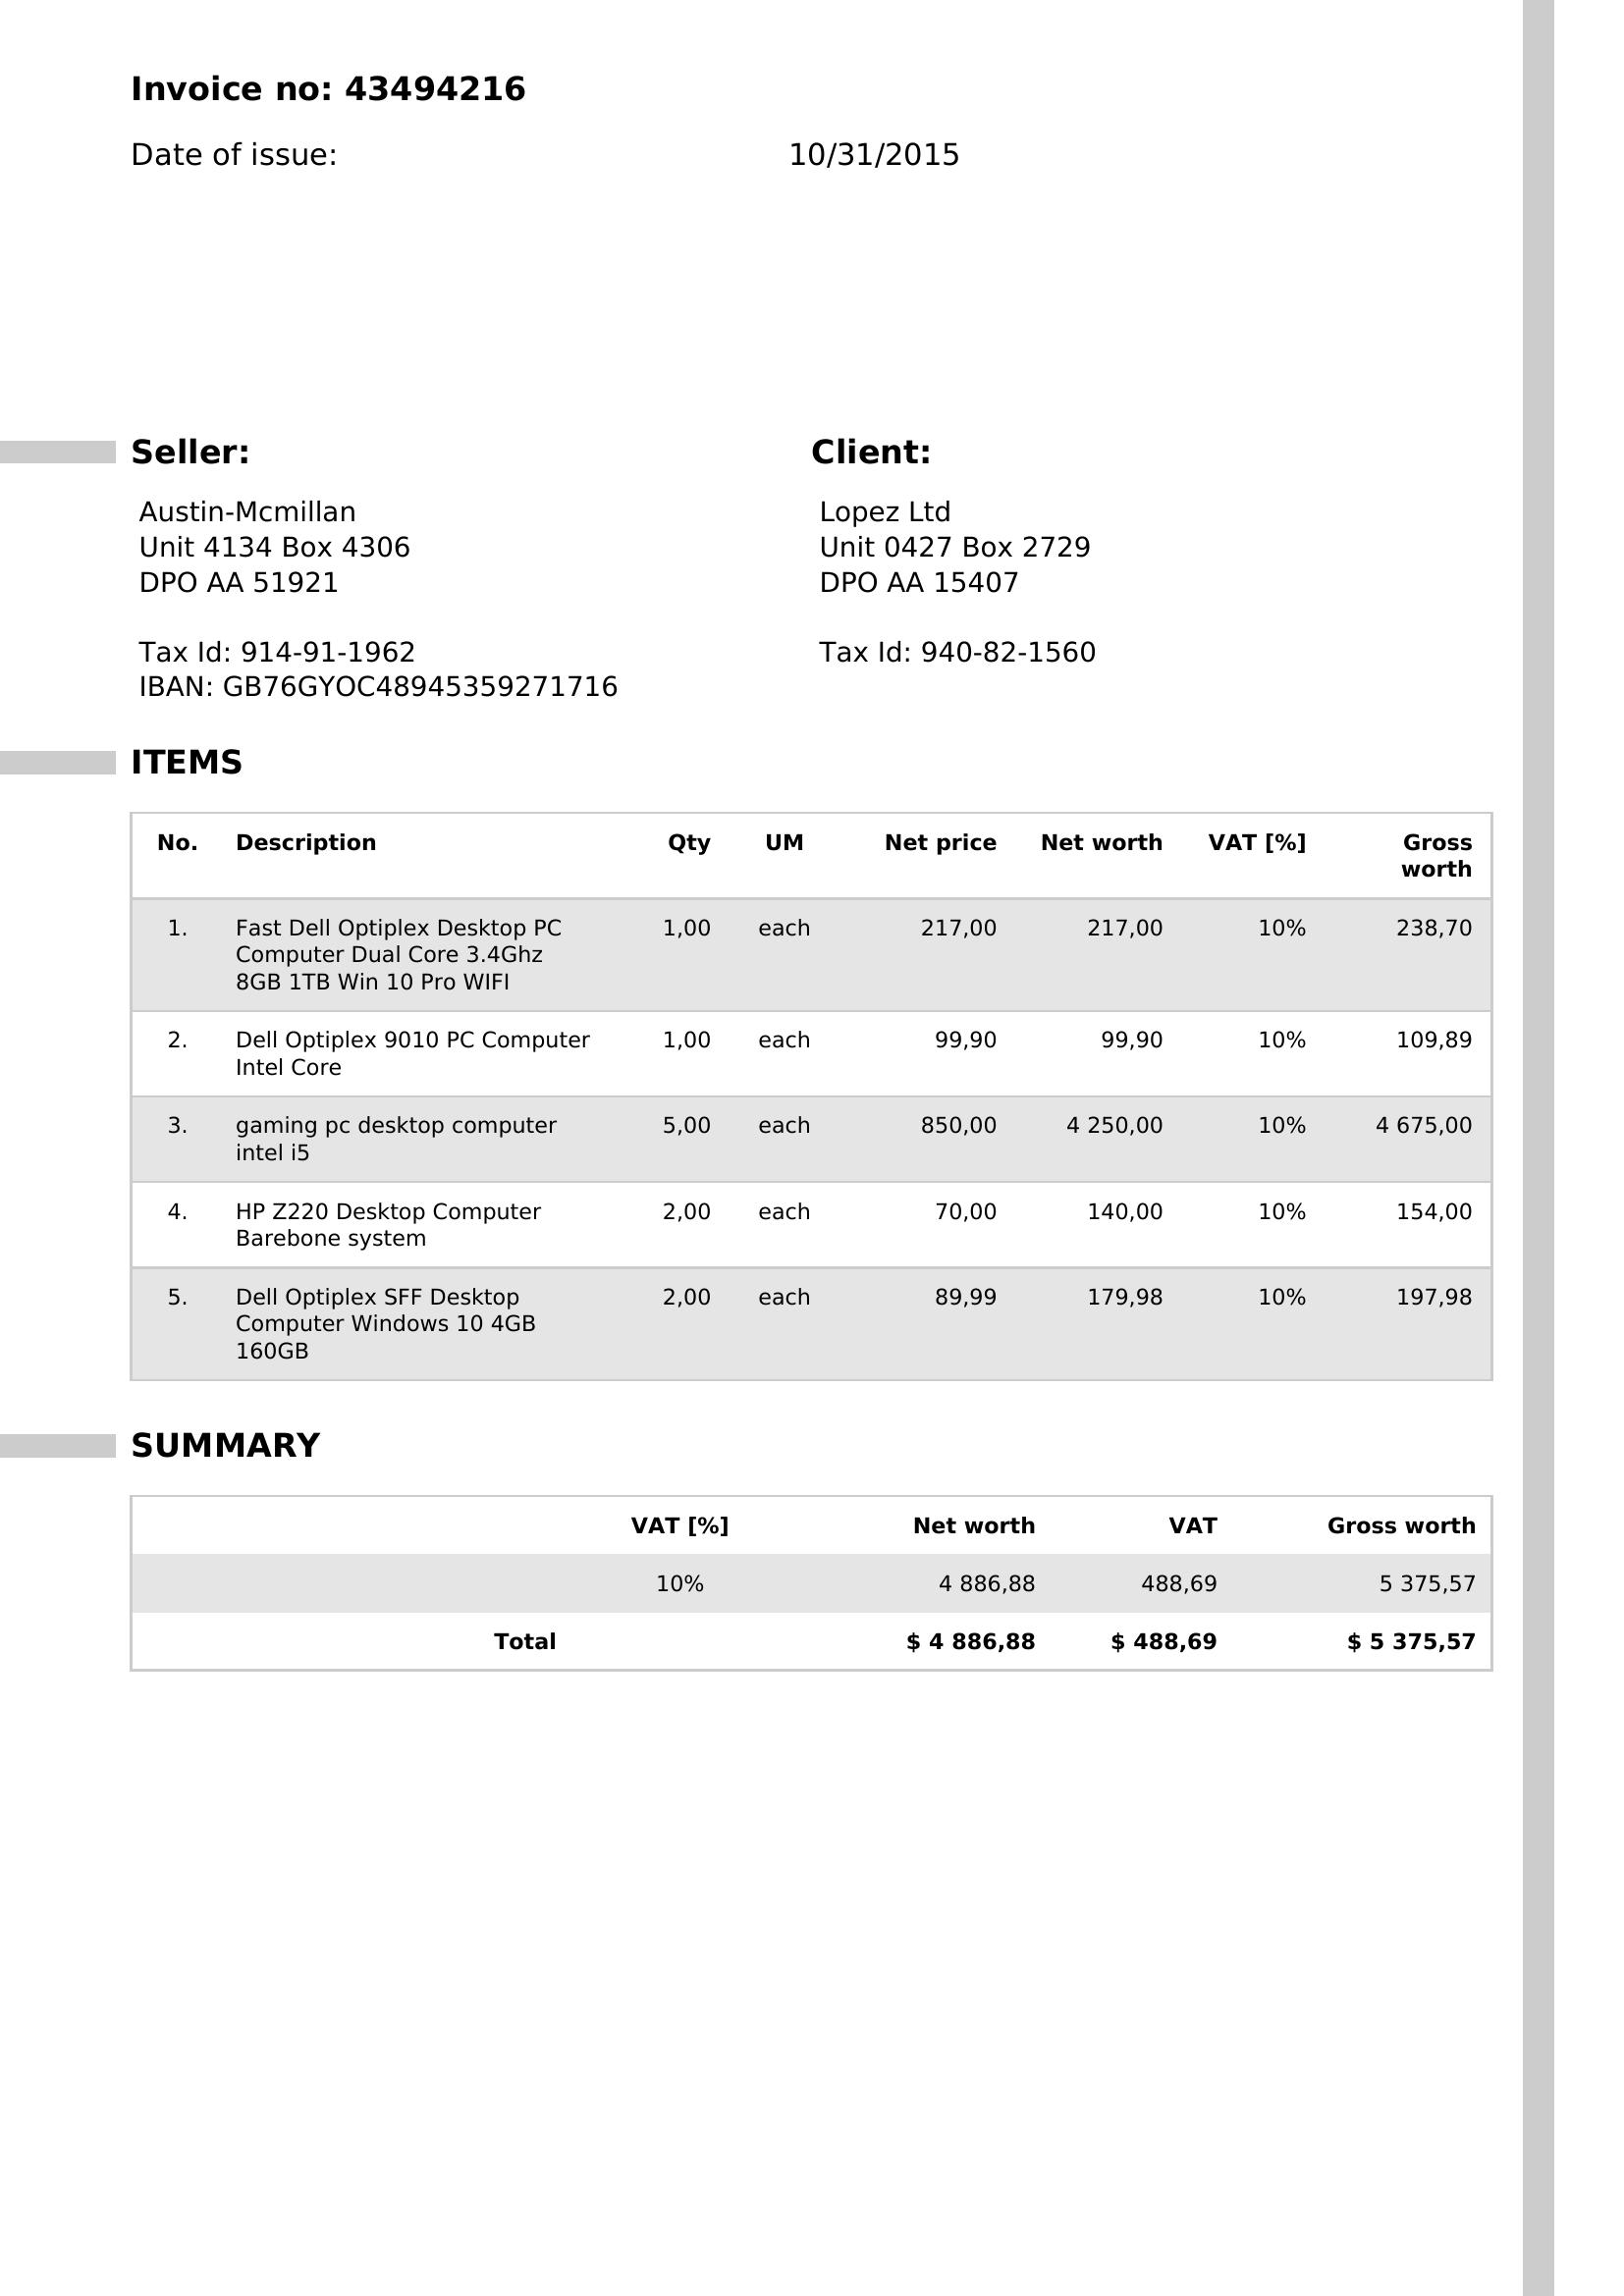 Invoice no: 43494216
Date of issue: 10/31/2015
Seller:
Austin-Mcmillan
Unit 4134 Box 4306
DPO AA 51921
Tax Id: 914-91-1962
IBAN: GB76GYOC48945359271716
Client:
Lopez Ltd
Unit 0427 Box 2729
DPO AA 15407
Tax Id: 940-82-1560
ITEMS
No. Description Qty UM Net price Net worth VAT [%] Gross
worth
1. Fast Dell Optiplex Desktop PC 1,00 each 217,00 217,00 10% 238,70
Computer Dual Core 3.4Ghz
8GB 1TB Win 10 Pro WIFI
2. Dell Optiplex 9010 PC Computer 1,00 each 99,90 99,90 10% 109,89
Intel Core
3. gaming pc desktop computer 5,00 each 850,00 4 250,00 10% 4 675,00
intel i5
4. HP Z220 Desktop Computer 2,00 each 70,00 140,00 10% 154,00
Barebone system
5. Dell Optiplex SFF Desktop 2,00 each 89,99 179,98 10% 197,98
Computer Windows 10 4GB
160GB
SUMMARY
VAT [%] Net worth VAT Gross worth
10% 4 886,88 488,69 5 375,57
Total $ 4 886,88 $ 488,69 $ 5 375,57